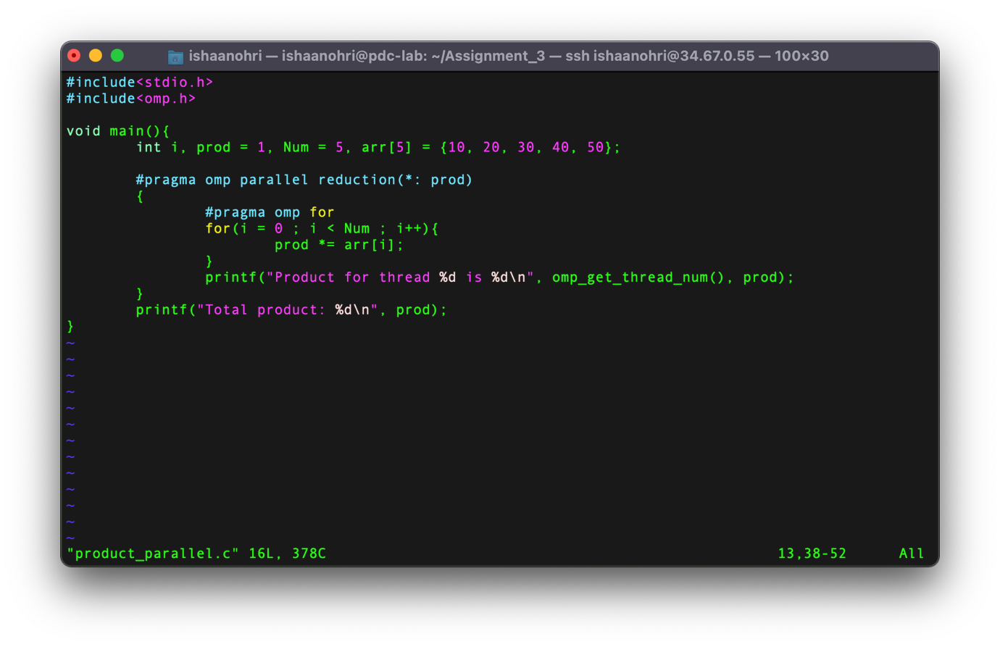 ishaanohri — ishaanohri@pdc-lab: ~/Assignment_3 — ssh ishaanohri@34.67.0.55 — 100×30
#include<stdio.h>
#include<omp.h>

void main(){
        int i, prod = 1, Num = 5, arr[5] = {10, 20, 30, 40, 50};

        #pragma omp parallel reduction(*: prod)
        {
                #pragma omp for
                for(i = 0 ; i < Num ; i++){
                        prod *= arr[i];
                }
                printf("Product for thread %d is %d\n", omp_get_thread_num(), prod);
        }
        printf("Total product: %d\n", prod);
}
~
~
~
~
~
~
~
~
~
~
~
~
~
"product_parallel.c" 16L, 378C 13,38-52 All